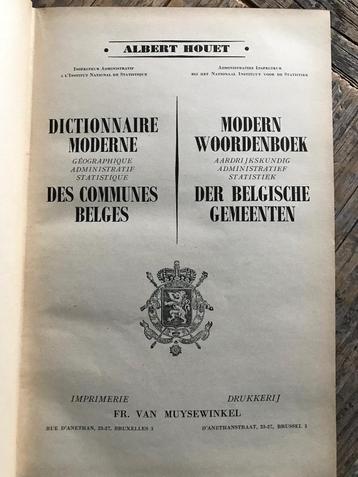 ALBERT HOUET
INSPECTEUR ADMINISTRATIF
A L'INSTITUT NATIONAL DE STATISTIQUE
ADMINISTRATIEF INSPECTEUR
BIJ HET NATIONAAL INSTITUUT VOOR DE STATISTIEK
DICTIONNAIRE
MODERNE
GÉOGRAPHIQUE
ADMINISTRATIF
STATISTIQUE
DES COMMUNES
BELGES
MODERN
WOORDENBOEK
AARDRIJKSKUNDIG
ADMINISTRATIEF
STATISTIEK
DER BELGISCHE
GEMEENTEN
IMPRIMERIE DRUKKERIJ
FR. VAN MUYSEWINKEL
RUE D'ANETHAN, 23-27, BRUXELLES 3 D'ANETHANSTRAAT, 23-27, BRUSSEL 3